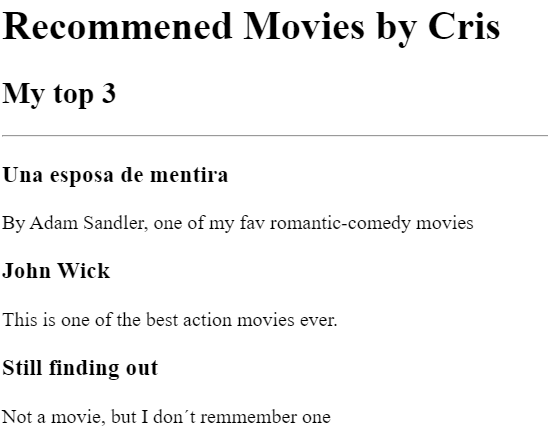 Recommened Movies by Cris
My top 3
Una esposa de mentira
By Adam Sandler, one of my fav romantic-comedy movies
John Wick
This is one of the best action movies ever.
Still finding out
Not a movie, but I don´t remmember one